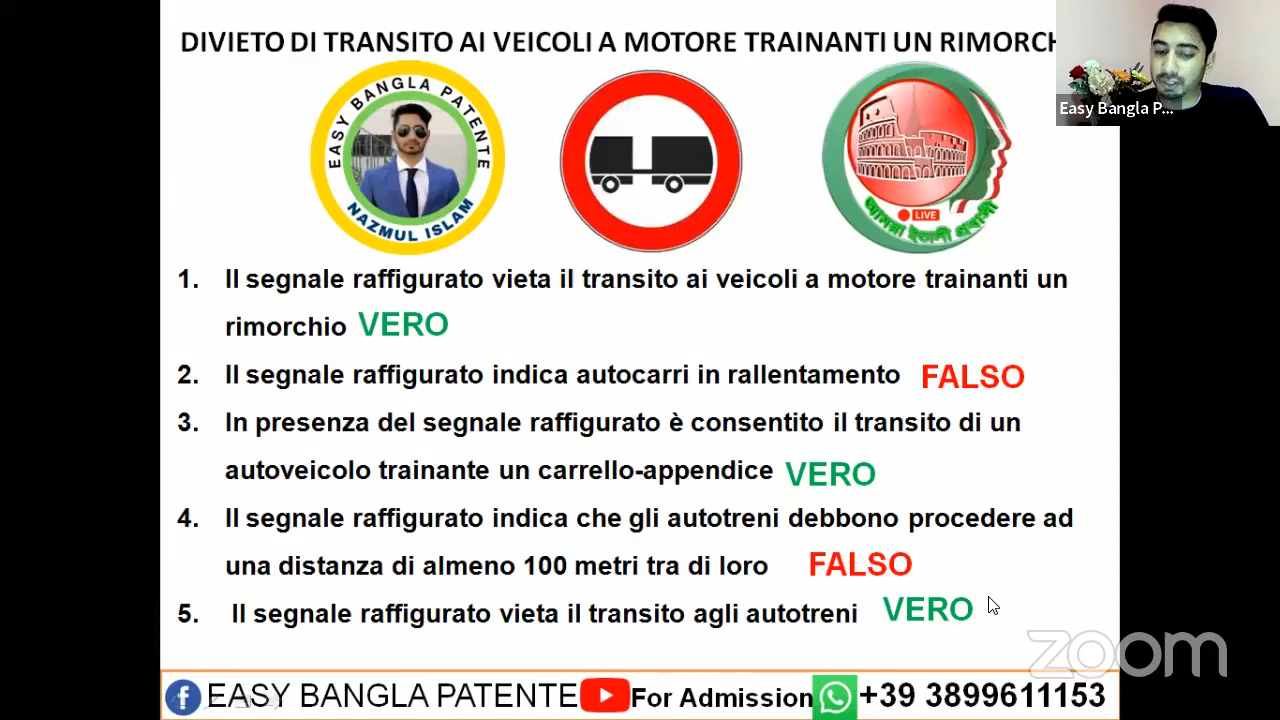 DIVIETO DI TRANSITO AI VEICOLI A MOTORE TRAINANTI UN RIMORCH
Easy Bangla P...
EASY BANGLA PATENTE
NAZMUL ISLAM
LIVE
আমরা ইতালী প্রবাসী
1. Il segnale raffigurato vieta il transito ai veicoli a motore trainanti un
rimorchio VERO
2. Il segnale raffigurato indica autocarri in rallentamento FALSO
3. In presenza del segnale raffigurato è consentito il transito di un
autoveicolo trainante un carrello-appendice VERO
4. Il segnale raffigurato indica che gli autotreni debbono procedere ad
una distanza di almeno 100 metri tra di loro FALSO
5. Il segnale raffigurato vieta il transito agli autotreni VERO
zoom
EASY BANGLA PATENTE For Admission +39 3899611153